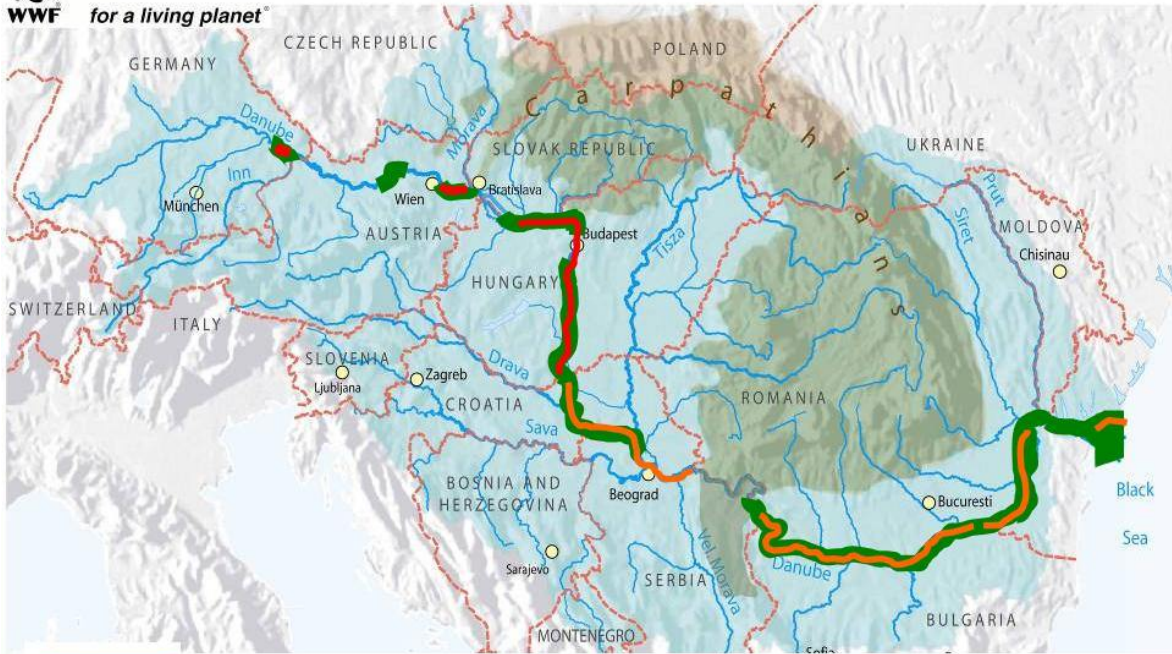 WWF® for a living planet®
CZECH REPUBLIC
POLAND
GERMANY
Carpathians
Danube
Morava
SLOVAK REPUBLIC
UKRAINE
Inn
Wien
Bratislava
Prut
München
Siret
MOLDOVA
AUSTRIA
Budapest
Tisza
Chisinau
HUNGARY
SWITZERLAND
ITALY
SLOVENIA
Drava
Ljubljana
Zagreb
ROMANIA
CROATIA
Sava
BOSNIA AND
HERZEGOVINA
Beograd
Bucuresti
Black
Sea
Vel.Morava
Sarajevo
SERBIA
Danube
BULGARIA
MONTENEGRO
Sofia